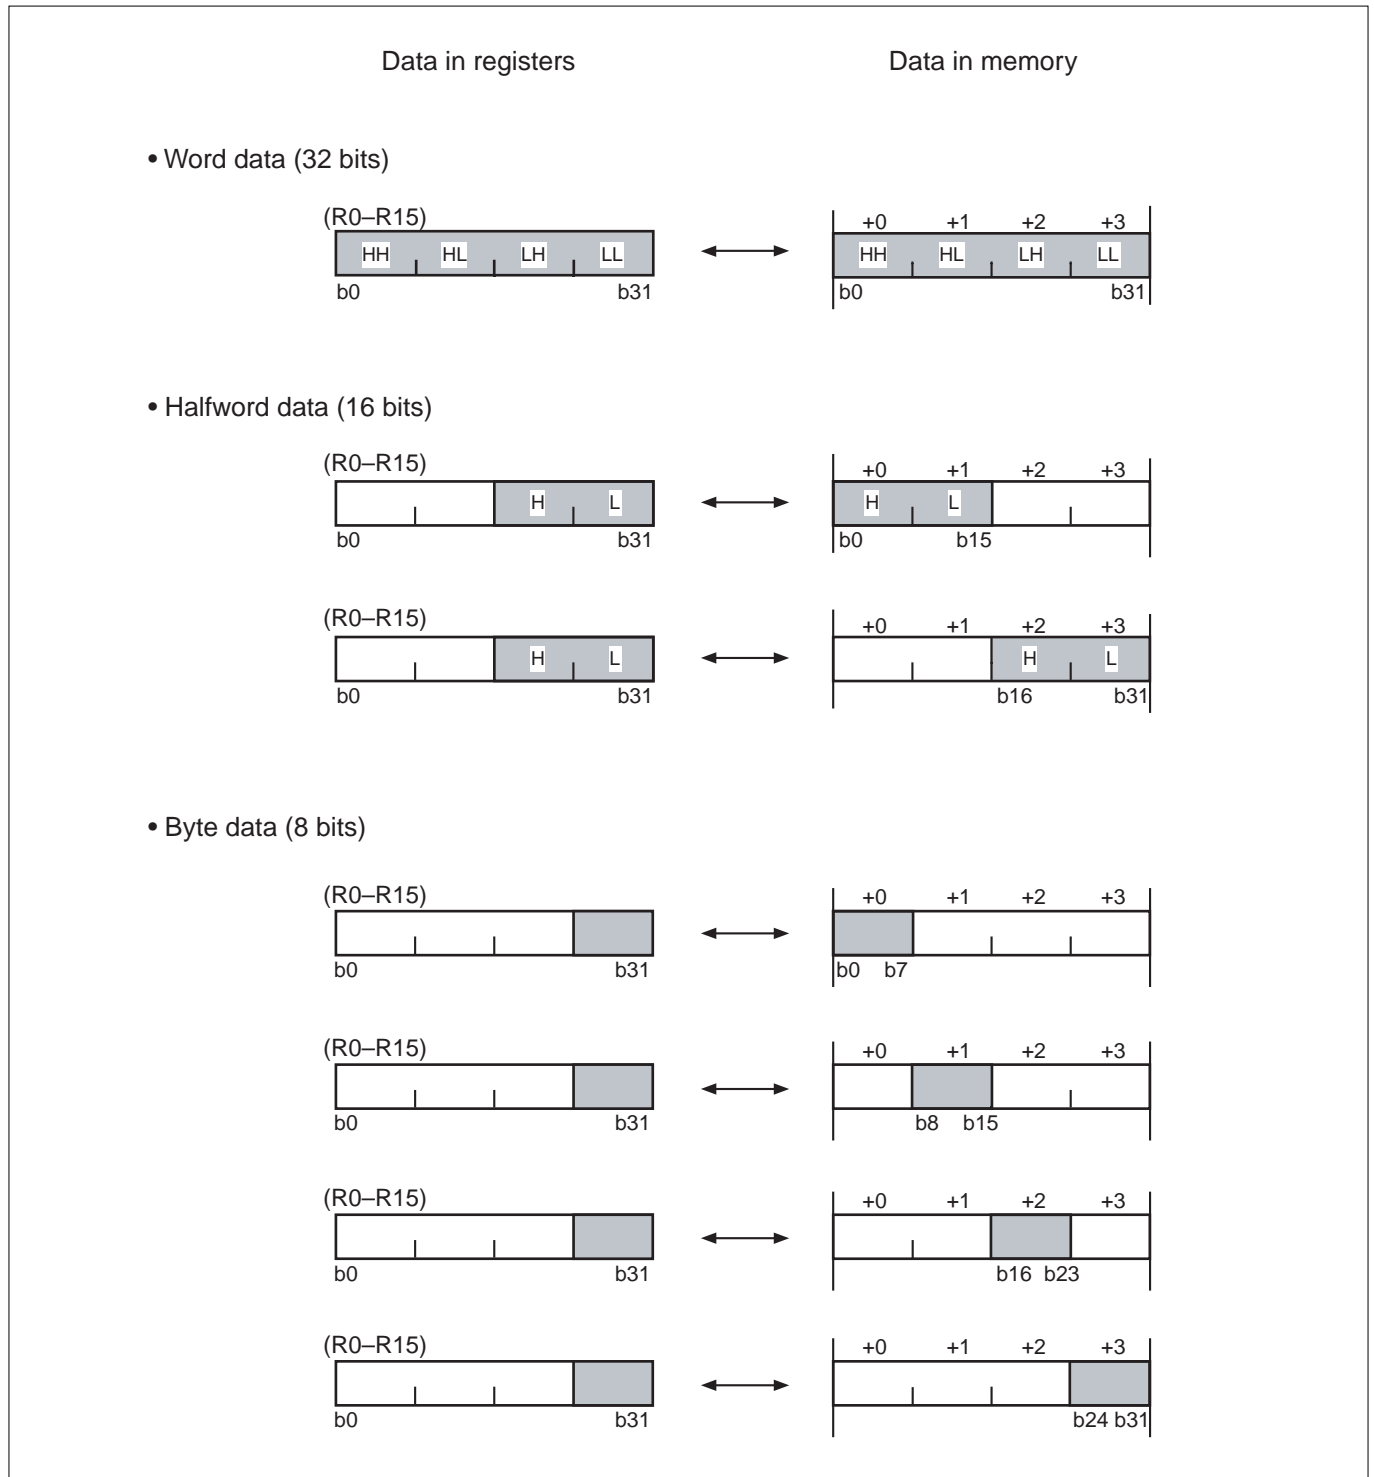 Data in registers Data in memory
• Word data (32 bits)
(R0–R15) +0 +1 +2 +3
HH HL LH LL HH HL LH LL
b0 b31 b0 b31
• Halfword data (16 bits)
(R0–R15) +0 +1 +2 +3
H L H L
b0 b31 b0 b15
(R0–R15) +0 +1 +2 +3
H L H L
b0 b31 b16 b31
• Byte data (8 bits)
(R0–R15) +0 +1 +2 +3
b0 b31 b0 b7
(R0–R15) +0 +1 +2 +3
b0 b31 b8 b15
(R0–R15) +0 +1 +2 +3
b0 b31 b16 b23
(R0–R15) +0 +1 +2 +3
b0 b31 b24 b31